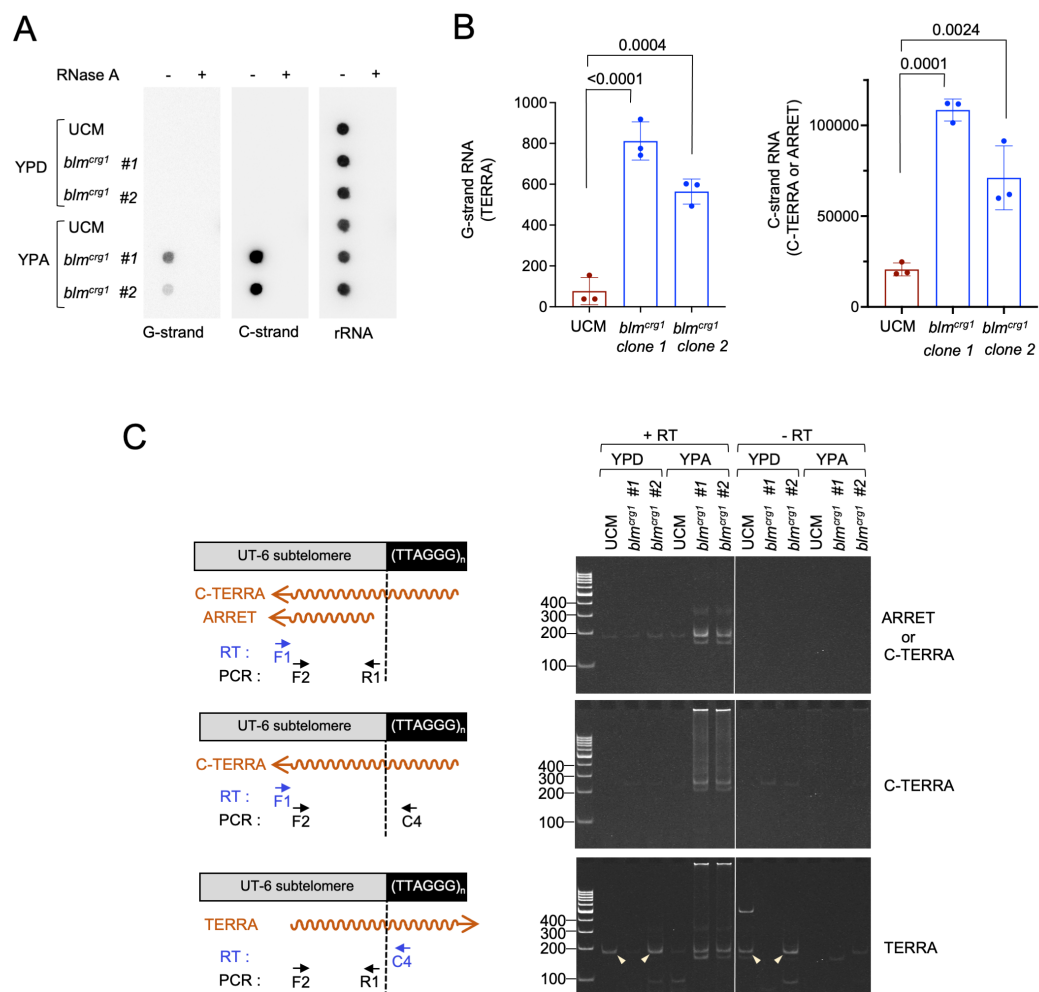 A
RNase A - + - + - +
YPD
UCM
blm^crg1 #1
blm^crg1 #2
YPA
UCM
blm^crg1 #1
blm^crg1 #2
G-strand C-strand rRNA
B
0.0004
<0.0001
G-strand RNA
(TERRA)
1000
800
600
400
200
0
UCM blm^crg1 blm^crg1
clone 1 clone 2
0.0024
0.0001
C-strand RNA
(C-TERRA or ARRET)
100000
50000
0
UCM blm^crg1 blm^crg1
clone 1 clone 2
C
UT-6 subtelomere (TTAGGG)n
C-TERRA
ARRET
RT : F1
PCR : F2 R1
UT-6 subtelomere (TTAGGG)n
C-TERRA
RT : F1
PCR : F2 C4
UT-6 subtelomere (TTAGGG)n
TERRA
RT : C4
PCR : F2 R1
+ RT - RT
YPD YPA YPD YPA
UCM blm^crg1 #1 blm^crg1 #2 UCM blm^crg1 #1 blm^crg1 #2 UCM blm^crg1 #1 blm^crg1 #2 UCM blm^crg1 #1 blm^crg1 #2
400
300
200
100
ARRET
or
C-TERRA
400
300
200
100
C-TERRA
400
300
200
100
TERRA